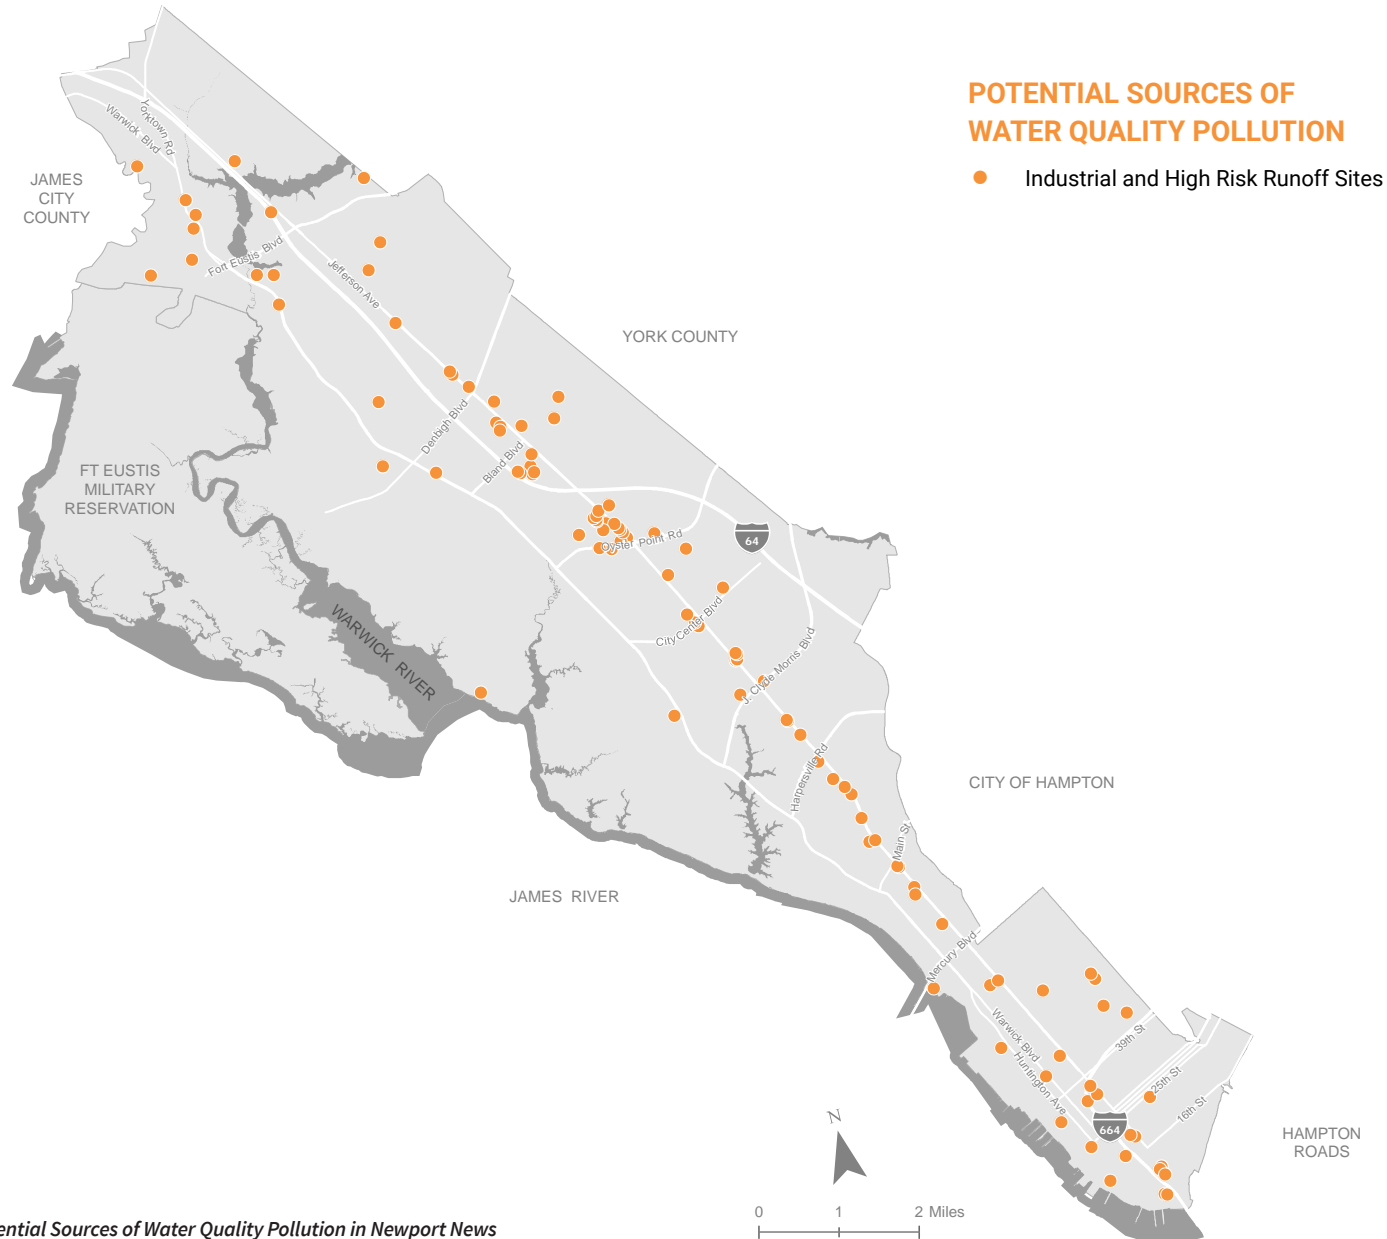 POTENTIAL SOURCES OF
WATER QUALITY POLLUTION
Industrial and High Risk Runoff Sites
JAMES
CITY
COUNTY
Yorktown Rd
Warwick Blvd
Fort Eustis Blvd
Jefferson Ave
YORK COUNTY
Denbigh Blvd
Bland Blvd
FT EUSTIS
MILITARY
RESERVATION
Oyster Point Rd
64
WARWICK RIVER
City Center Blvd
J. Clyde Morris Blvd
Harpersville Rd
CITY OF HAMPTON
Main St
JAMES RIVER
Mercury Blvd
Warwick Blvd
Huntington Ave
39th St
25th St
16th St
664
HAMPTON
ROADS
N
0 1 2 Miles
ential Sources of Water Quality Pollution in Newport News